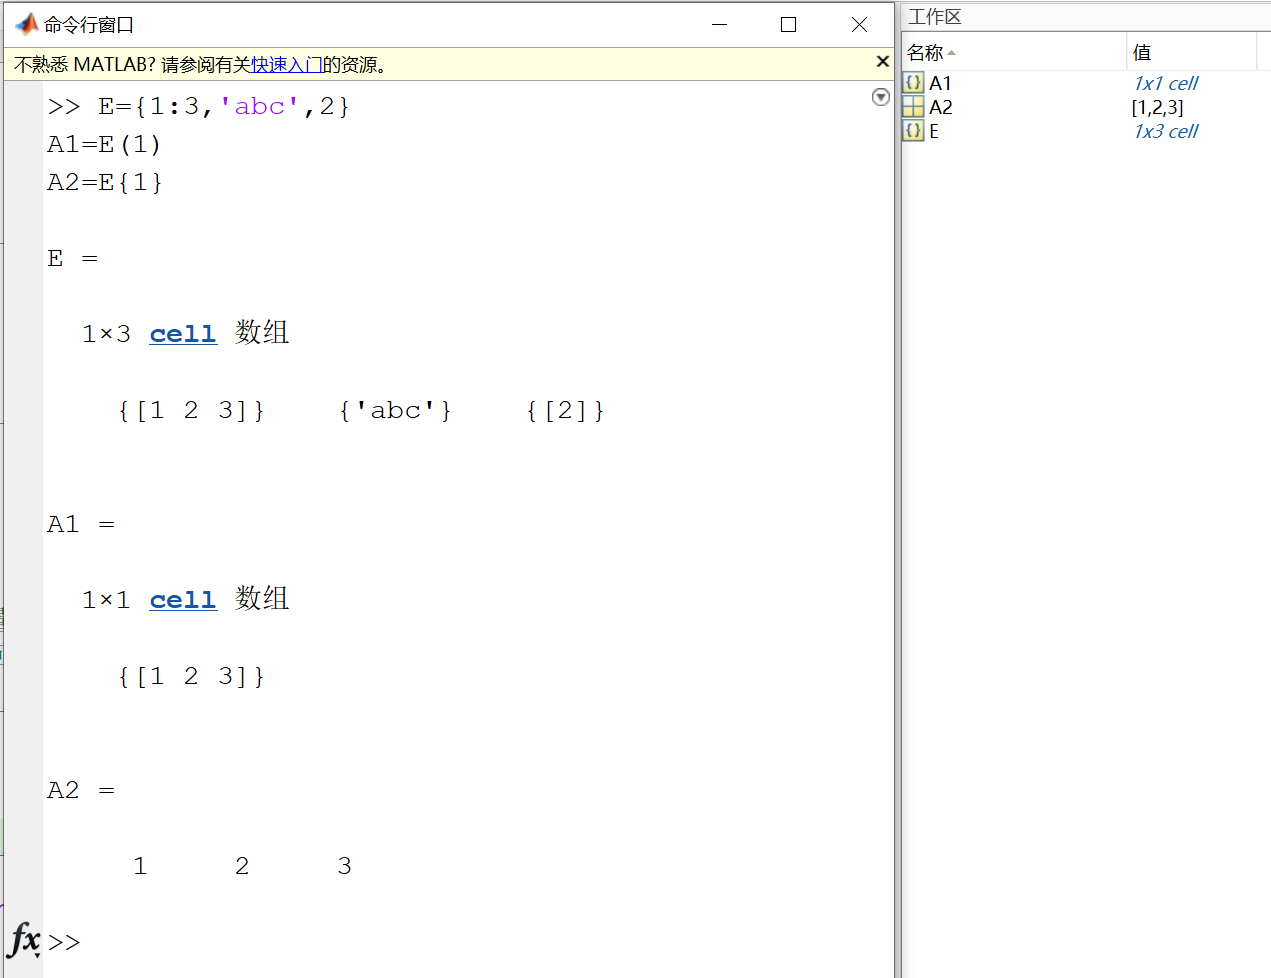 命令行窗口
不熟悉 MATLAB? 请参阅有关快速入门的资源。
>> E={1:3,'abc',2}
A1=E(1)
A2=E{1}
E =
1×3 cell 数组
{[1 2 3]} {'abc'} {[2]}
A1 =
1×1 cell 数组
{[1 2 3]}
A2 =
1 2 3
fx >>
工作区
名称 值
A1 1x1 cell
A2 [1,2,3]
E 1x3 cell